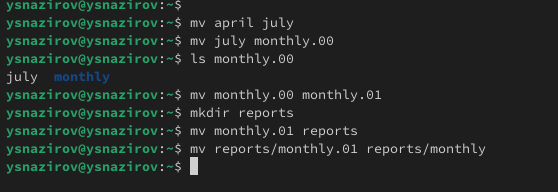 ysnazirov@ysnazirov:~$
ysnazirov@ysnazirov:~$ mv april july
ysnazirov@ysnazirov:~$ mv july monthly.00
ysnazirov@ysnazirov:~$ ls monthly.00
july  monthly
ysnazirov@ysnazirov:~$ mv monthly.00 monthly.01
ysnazirov@ysnazirov:~$ mkdir reports
ysnazirov@ysnazirov:~$ mv monthly.01 reports
ysnazirov@ysnazirov:~$ mv reports/monthly.01 reports/monthly
ysnazirov@ysnazirov:~$